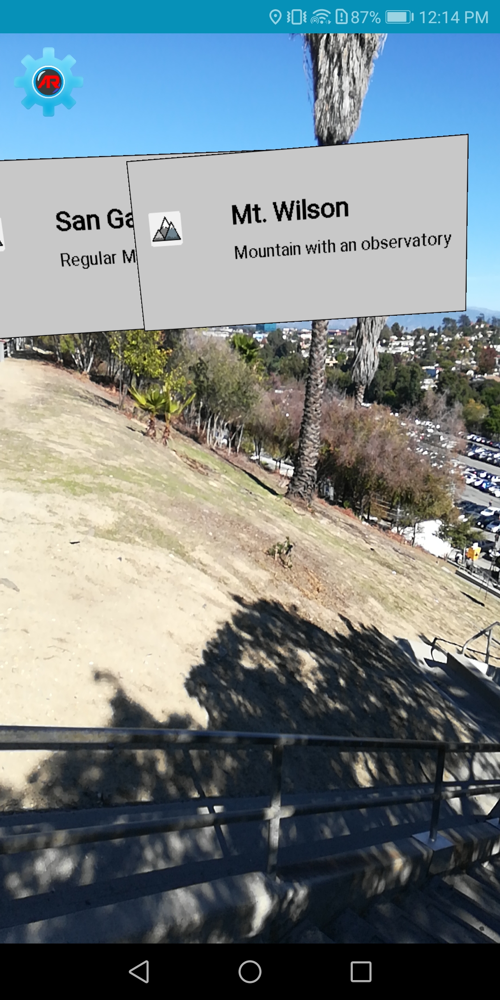 87% 12:14 PM
AR
San Ga
Regular M
Mt. Wilson
Mountain with an observatory